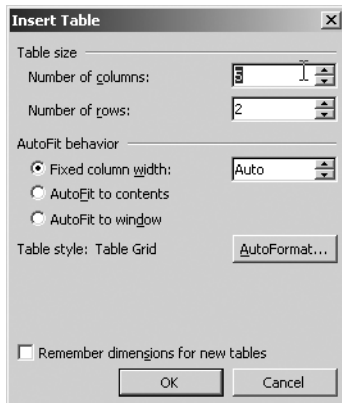 Insert Table
Table size
Number of columns: 5
Number of rows: 2
AutoFit behavior
Fixed column width: Auto
AutoFit to contents
AutoFit to window
Table style: Table Grid AutoFormat...
Remember dimensions for new tables
OK Cancel